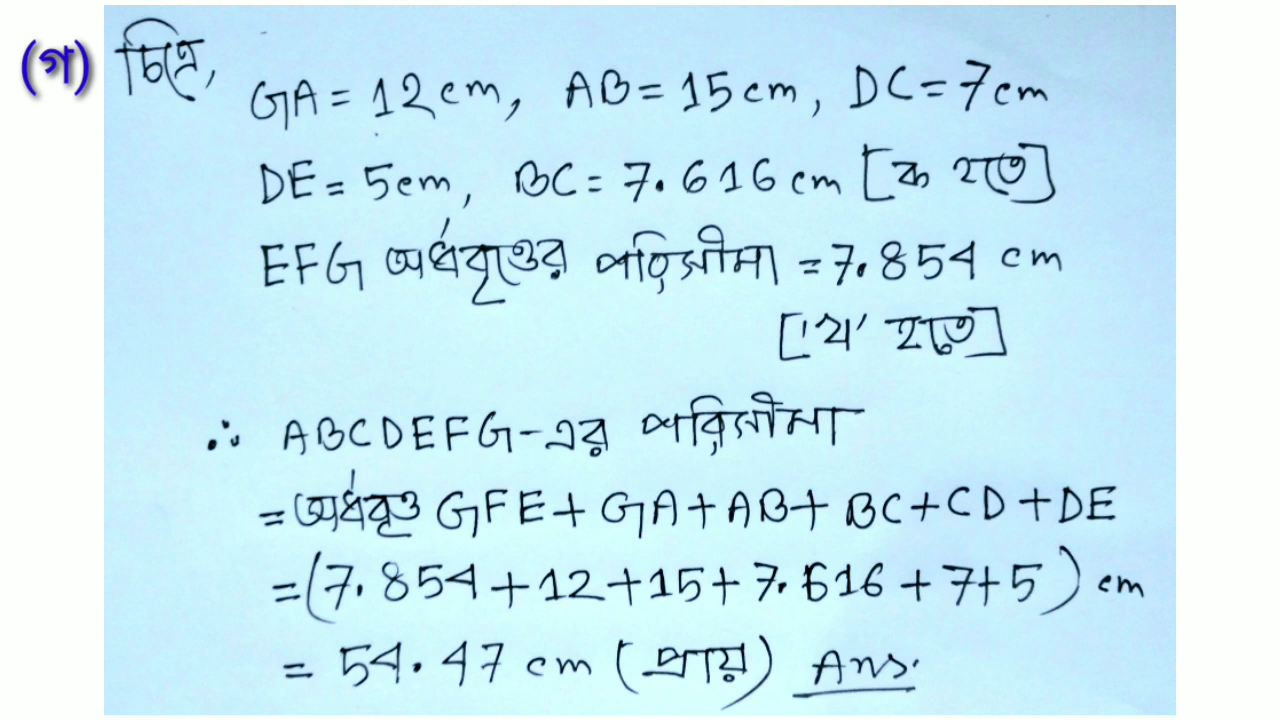 (গ) চিত্রে,
GA = 12 cm, AB = 15 cm, DC = 7 cm
DE = 5 cm, BC = 7.616 cm [ক হতে]
EFG অর্ধবৃত্তের পরিসীমা = 7.854 cm
['খ' হতে]
∴ ABCDEFG-এর পরিসীমা
= অর্ধবৃত্ত GFE + GA + AB + BC + CD + DE
= (7.854 + 12 + 15 + 7.616 + 7 + 5) cm
= 54.47 cm (প্রায়) Ans.